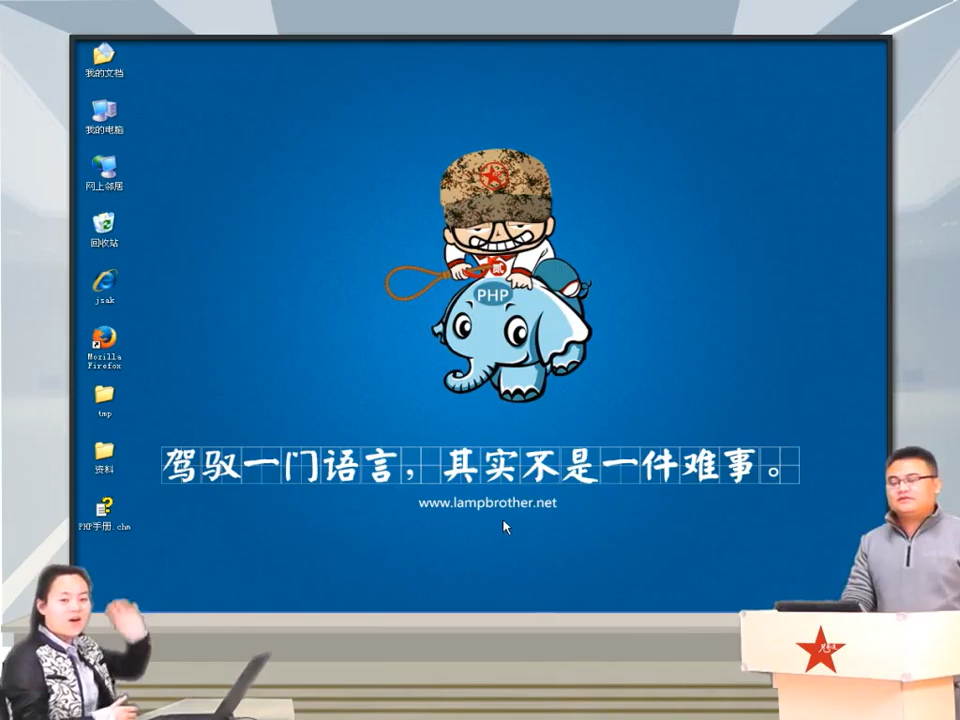 我的文档
我的电脑
网上邻居
回收站
jsak
Mozilla
Firefox
tmp
资料
PHP手册.chm
贰
PHP
驾驭一门语言，其实不是一件难事。
www.lampbrother.net